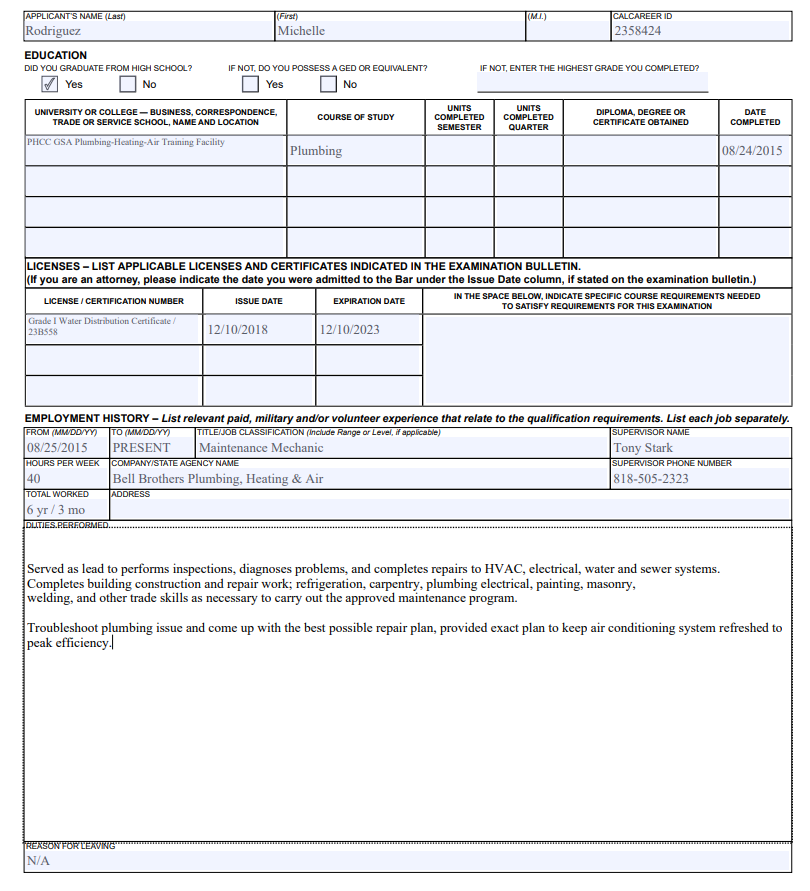 APPLICANT'S NAME (Last) (First) (M.I.) CALCAREER ID
Rodriguez Michelle 2358424
EDUCATION
DID YOU GRADUATE FROM HIGH SCHOOL? IF NOT, DO YOU POSSESS A GED OR EQUIVALENT? IF NOT, ENTER THE HIGHEST GRADE YOU COMPLETED?
Yes No Yes No
UNIVERSITY OR COLLEGE — BUSINESS, CORRESPONDENCE,
TRADE OR SERVICE SCHOOL, NAME AND LOCATION
COURSE OF STUDY
UNITS
COMPLETED
SEMESTER
UNITS
COMPLETED
QUARTER
DIPLOMA, DEGREE OR
CERTIFICATE OBTAINED
DATE
COMPLETED
PHCC GSA Plumbing-Heating-Air Training Facility
Plumbing 08/24/2015
LICENSES – LIST APPLICABLE LICENSES AND CERTIFICATES INDICATED IN THE EXAMINATION BULLETIN.
(If you are an attorney, please indicate the date you were admitted to the Bar under the Issue Date column, if stated on the examination bulletin.)
LICENSE / CERTIFICATION NUMBER ISSUE DATE EXPIRATION DATE
IN THE SPACE BELOW, INDICATE SPECIFIC COURSE REQUIREMENTS NEEDED
TO SATISFY REQUIREMENTS FOR THIS EXAMINATION
Grade I Water Distribution Certificate /
23B558
12/10/2018 12/10/2023
EMPLOYMENT HISTORY – List relevant paid, military and/or volunteer experience that relate to the qualification requirements. List each job separately.
FROM (MM/DD/YY) TO (MM/DD/YY) TITLE/JOB CLASSIFICATION (Include Range or Level, if applicable) SUPERVISOR NAME
08/25/2015 PRESENT Maintenance Mechanic Tony Stark
HOURS PER WEEK COMPANY/STATE AGENCY NAME SUPERVISOR PHONE NUMBER
40 Bell Brothers Plumbing, Heating & Air 818-505-2323
TOTAL WORKED ADDRESS
6 yr / 3 mo
DUTIES PERFORMED
Served as lead to performs inspections, diagnoses problems, and completes repairs to HVAC, electrical, water and sewer systems.
Completes building construction and repair work; refrigeration, carpentry, plumbing electrical, painting, masonry,
welding, and other trade skills as necessary to carry out the approved maintenance program.
Troubleshoot plumbing issue and come up with the best possible repair plan, provided exact plan to keep air conditioning system refreshed to
peak efficiency.
REASON FOR LEAVING
N/A